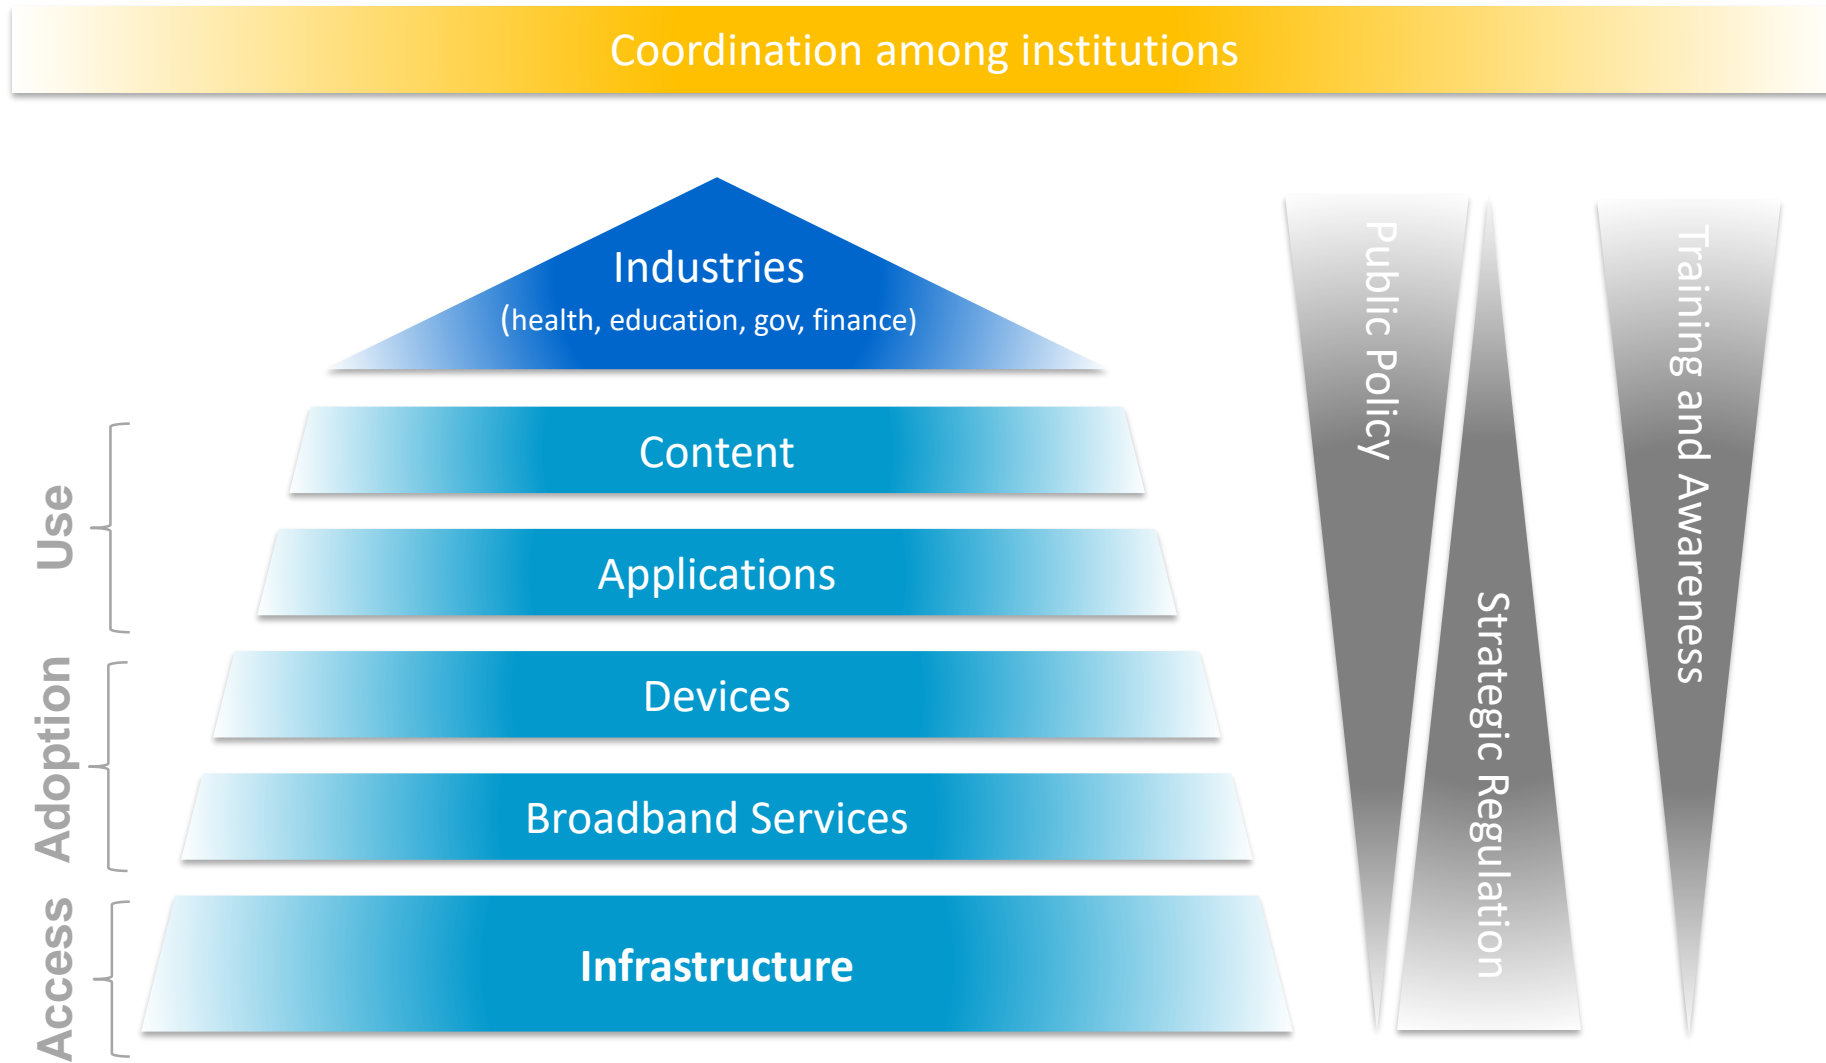 Coordination among institutions
Industries
(health, education, gov, finance)
Content
Applications
Devices
Broadband Services
Infrastructure
Use
Adoption
Access
Public Policy
Strategic Regulation
Training and Awareness